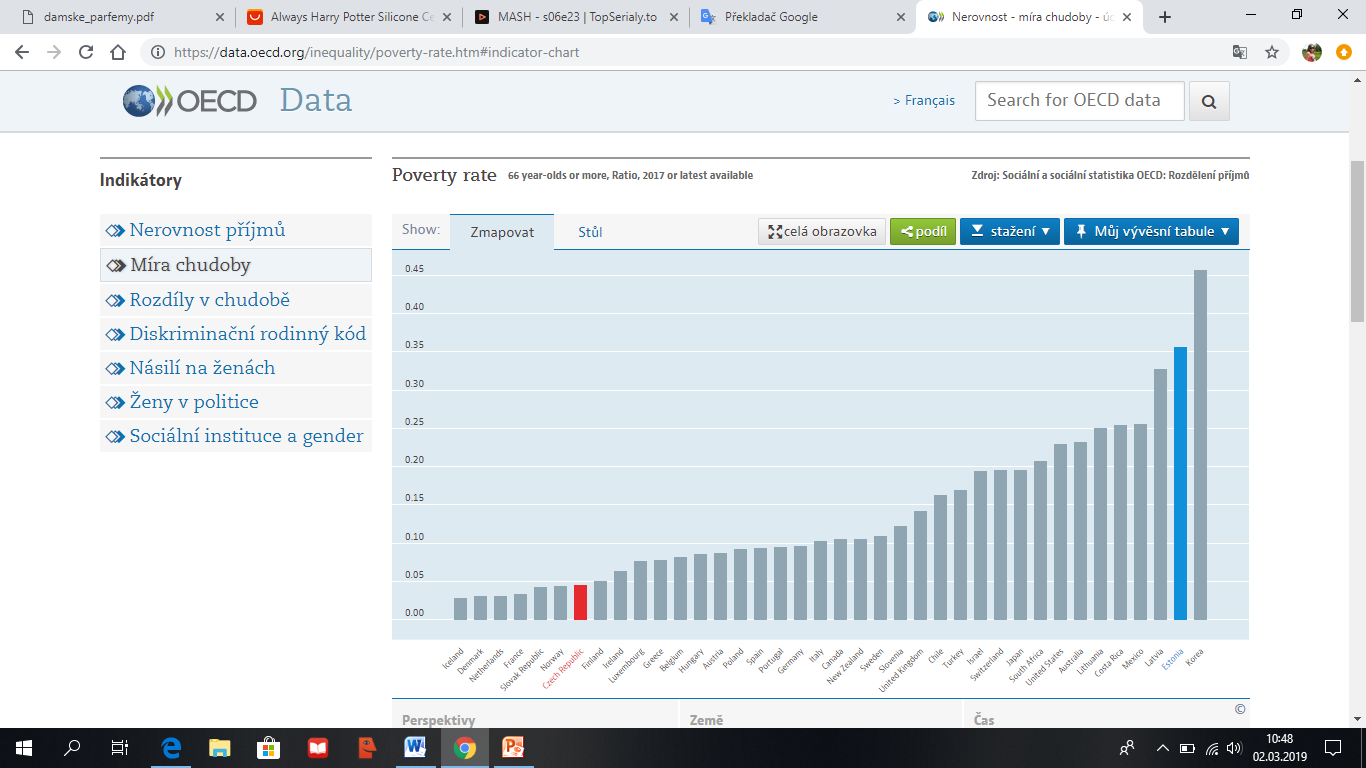 damske_parfemy.pdf
Always Harry Potter Silicone Ce
MASH - s06e23 | TopSerialy.to
Překladač Google
Nerovnost - míra chudoby - úd
https://data.oecd.org/inequality/poverty-rate.htm#indicator-chart
OECD Data
> Français
Search for OECD data
Indikátory
Nerovnost příjmů
Míra chudoby
Rozdíly v chudobě
Diskriminační rodinný kód
Násilí na ženách
Ženy v politice
Sociální instituce a gender
Poverty rate 66 year-olds or more, Ratio, 2017 or latest available
Zdroj: Sociální a sociální statistika OECD: Rozdělení příjmů
Show: Zmapovat Stůl
celá obrazovka
podíl
stažení
Můj vývěsní tabule
0.45
0.40
0.35
0.30
0.25
0.20
0.15
0.10
0.05
0.00
Iceland
Denmark
Netherlands
France
Slovak Republic
Norway
Czech Republic
Finland
Ireland
Luxembourg
Greece
Belgium
Hungary
Austria
Poland
Spain
Portugal
Germany
Italy
Canada
New Zealand
Sweden
Slovenia
United Kingdom
Chile
Turkey
Israel
Switzerland
Japan
South Africa
United States
Australia
Lithuania
Costa Rica
Mexico
Latvia
Estonia
Korea
©
Perspektivy
Země
Čas
10:48
02.03.2019